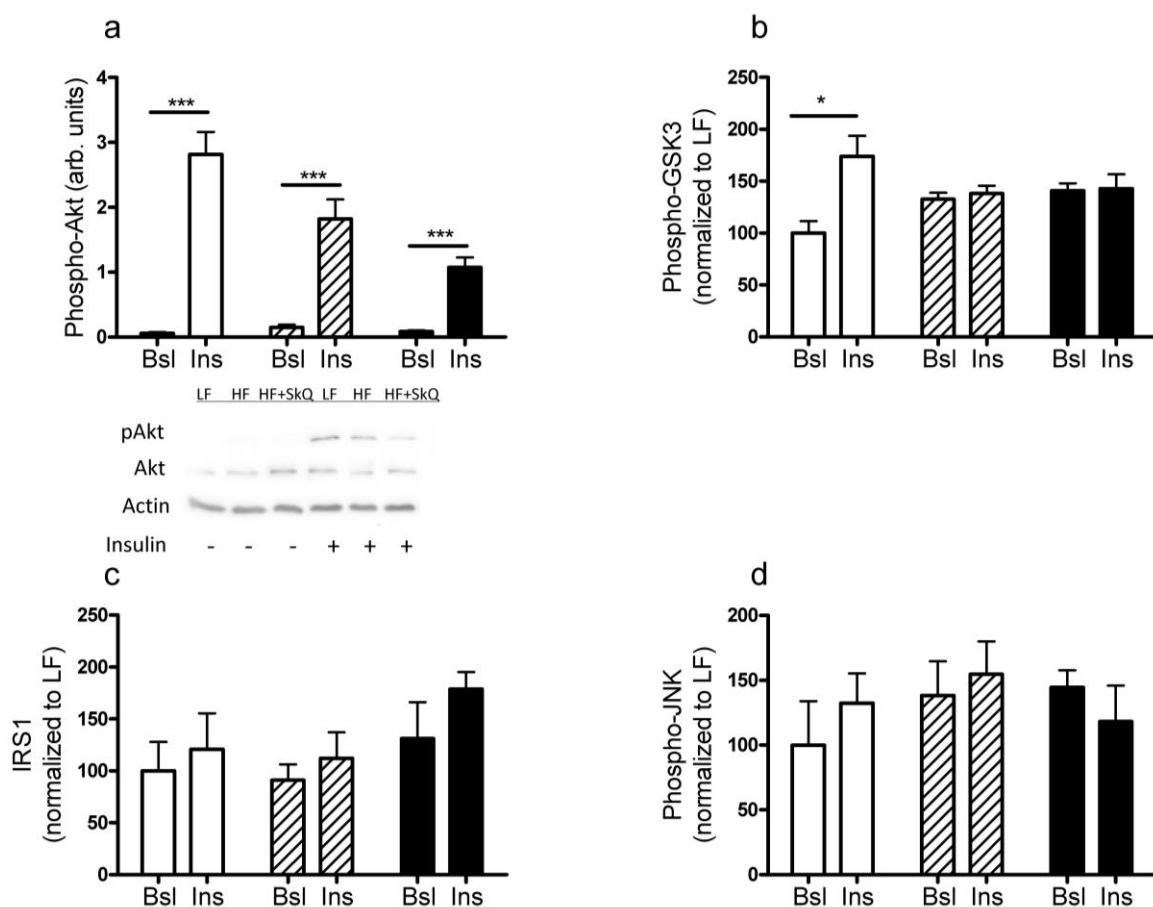 a
Phospho-Akt (arb. units)
4
3
2
1
0
***
***
***
Bsl Ins Bsl Ins Bsl Ins
LF HF HF+SkQ LF HF HF+SkQ
pAkt
Akt
Actin
Insulin - - - + + +
b
Phospho-GSK3
(normalized to LF)
250
200
150
100
50
0
*
Bsl Ins Bsl Ins Bsl Ins
c
IRS1
(normalized to LF)
250
200
150
100
50
0
Bsl Ins Bsl Ins Bsl Ins
d
Phospho-JNK
(normalized to LF)
200
150
100
50
0
Bsl Ins Bsl Ins Bsl Ins